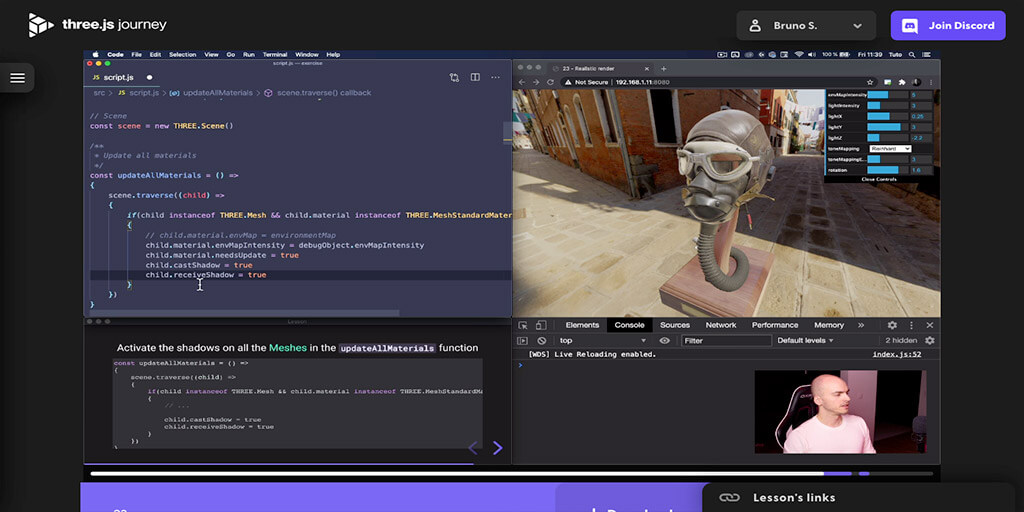 three.js journey
Bruno S.
Join Discord
Code File Edit Selection View Go Run Terminal Window Help
100 % Fri 11:39 Tuto
script.js — exercise
JS script.js
src > JS script.js > updateAllMaterials > scene.traverse() callback
// Scene
const scene = new THREE.Scene()
/**
* Update all materials
*/
const updateAllMaterials = () =>
{
scene.traverse((child) =>
{
if(child instanceof THREE.Mesh && child.material instanceof THREE.MeshStandardMater
{
// child.material.envMap = environmentMap
child.material.envMapIntensity = debugObject.envMapIntensity
child.material.needsUpdate = true
child.castShadow = true
child.receiveShadow = true
}
})
}
23 - Realistic render
Not Secure | 192.168.1.11:8080
envMapIntensity 5
lightIntensity 3
lightX 0.25
lightY 3
lightZ -2.2
toneMapping Reinhard
toneMappingE... 3
rotation 1.6
Close Controls
Lesson
Activate the shadows on all the Meshes in the updateAllMaterials function
const updateAllMaterials = () =>
{
scene.traverse((child) =>
{
if(child instanceof THREE.Mesh && child.material instanceof THREE.MeshStandardMa
{
// ...
child.castShadow = true
child.receiveShadow = true
}
})
Elements Console Sources Network Performance Memory »
top Filter Default levels 2 hidden
[WDS] Live Reloading enabled. index.js:52
Lesson's links